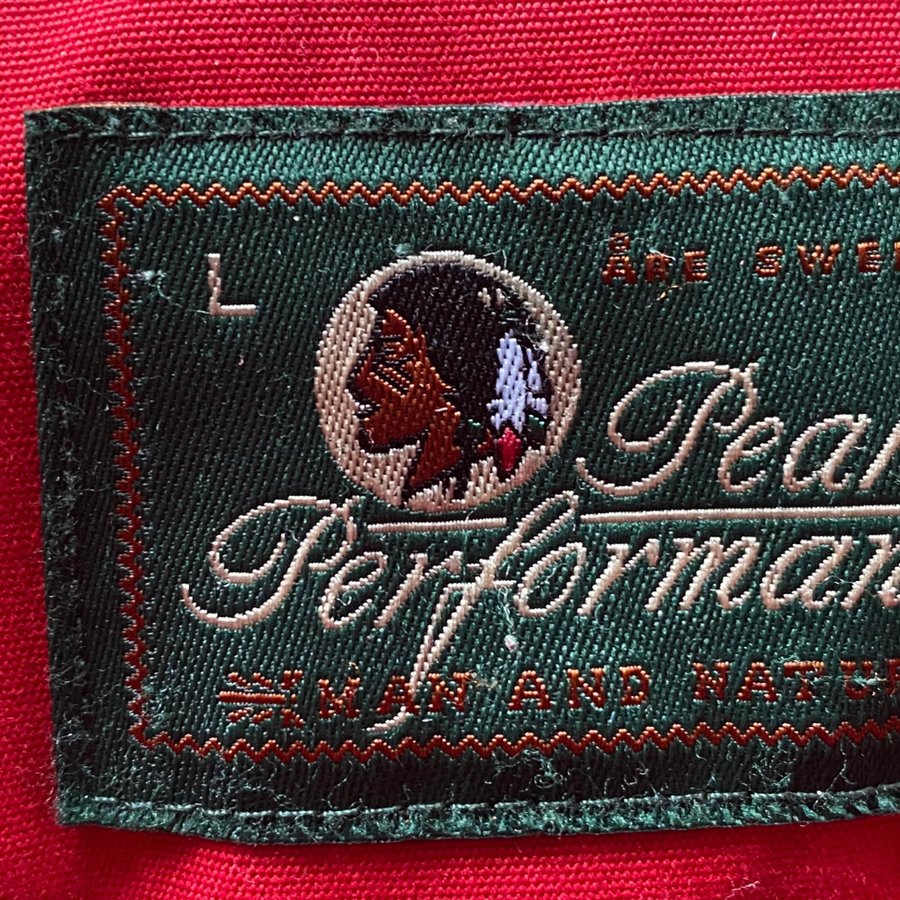 L
ÅRE SWE
Pea
Performan
MAN AND NATU